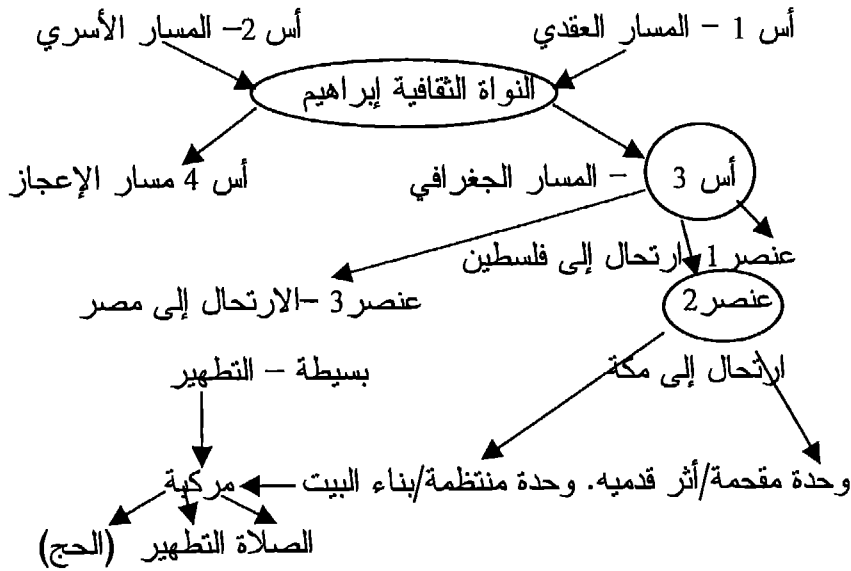 أس 1 – المسار العقدي أس 2– المسار الأسري
النواة الثقافية إبراهيم
أس 3 – المسار الجغرافي أس 4 مسار الإعجاز
عنصر 1 ارتحال إلى فلسطين
عنصر2 عنصر3 –الارتحال إلى مصر
ارتحال إلى مكة بسيطة – التطهير
وحدة مقحمة/أثر قدميه. وحدة منتظمة/بناء البيت مركبة
الصلاة التطهير (الحج)